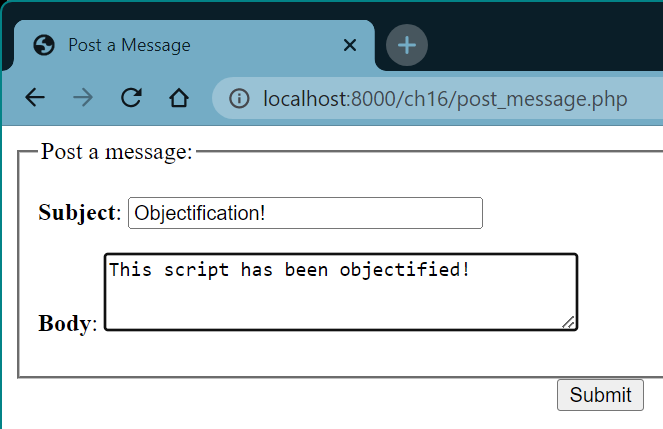 Post a Message
localhost:8000/ch16/post_message.php
Post a message:
Subject: Objectification!
Body: This script has been objectified!
Submit